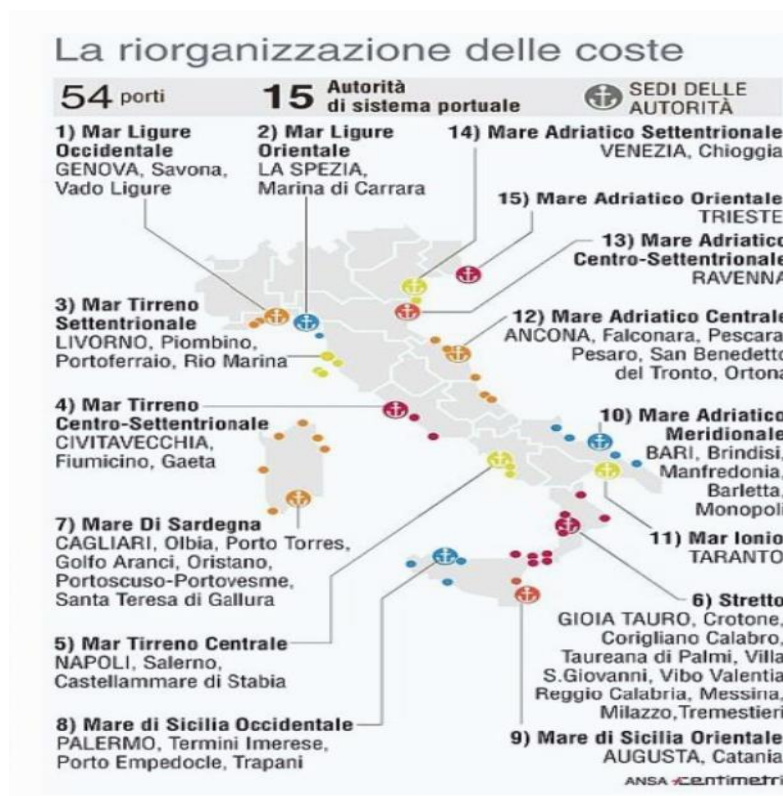 La riorganizzazione delle coste
54 porti
15 Autorità
di sistema portuale
SEDI DELLE
AUTORITÀ
1) Mar Ligure
Occidentale
GENOVA, Savona,
Vado Ligure
2) Mar Ligure
Orientale
LA SPEZIA,
Marina di Carrara
14) Mare Adriatico Settentrionale
VENEZIA, Chioggia
15) Mare Adriatico Orientale
TRIESTE
13) Mare Adriatico
Centro-Settentrionale
RAVENNA
3) Mar Tirreno
Settentrionale
LIVORNO, Piombino,
Portoferraio, Rio Marina
12) Mare Adriatico Centrale
ANCONA, Falconara, Pescara
Pesaro, San Benedetto
del Tronto, Ortona
4) Mar Tirreno
Centro-Settentrionale
CIVITAVECCHIA,
Fiumicino, Gaeta
10) Mare Adriatico
Meridionale
BARI, Brindisi,
Manfredonia,
Barletta,
Monopoli
11) Mar Ionio
TARANTO
7) Mare Di Sardegna
CAGLIARI, Olbia, Porto Torres,
Golfo Aranci, Oristano,
Portoscuso-Portovesme,
Santa Teresa di Gallura
6) Stretto
GIOIA TAURO, Crotone,
Corigliano Calabro,
Taureana di Palmi, Villa
S.Giovanni, Vibo Valentia
Reggio Calabria, Messina,
Milazzo,Tremestieri
5) Mar Tirreno Centrale
NAPOLI, Salerno,
Castellammare di Stabia
8) Mare di Sicilia Occidentale
PALERMO, Termini Imerese,
Porto Empedocle, Trapani
9) Mare di Sicilia Orientale
AUGUSTA, Catania
ANSA centimetri